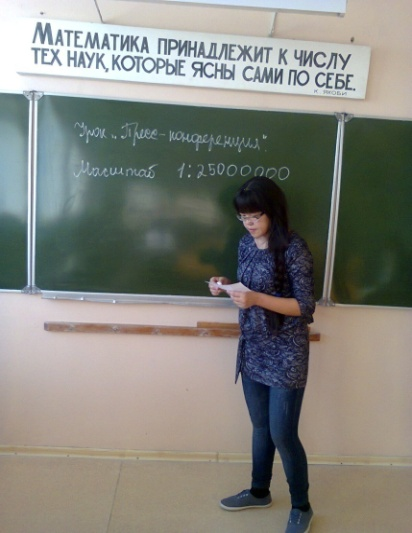 МАТЕМАТИКА ПРИНАДЛЕЖИТ К ЧИСЛУ
ТЕХ НАУК, КОТОРЫЕ ЯСНЫ САМИ ПО СЕБЕ.
К. ЯКОБИ
Урок „Пресс-конференция“.
Масштаб 1:25000000